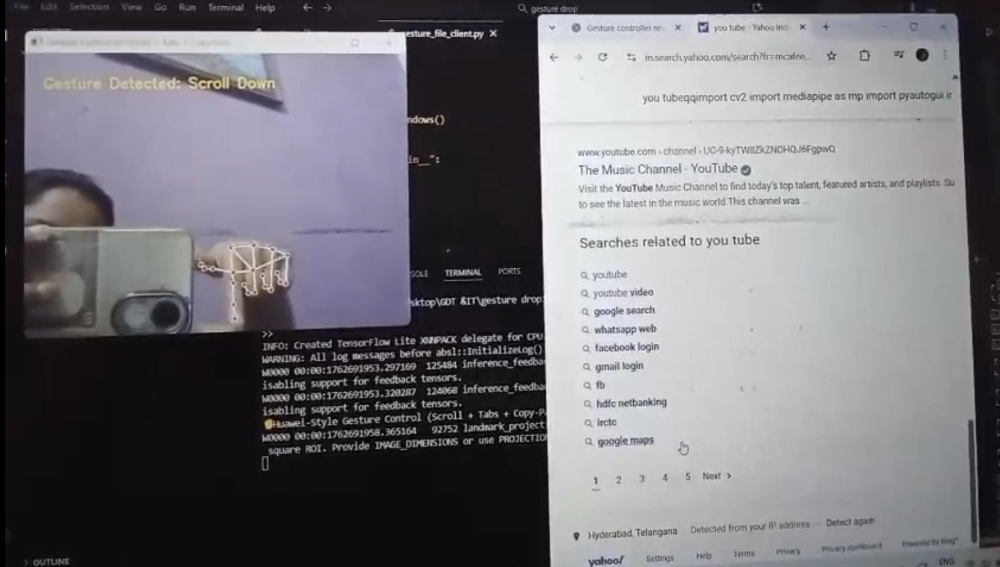 Edit Selection View Go Run Terminal Help
gesture drop
esture_file_client.py
Gesture Detected: Scroll Down
ndows()
in__":
SOLE TERMINAL PORTS
sktop\GDT &IT\gesture drop
>>
INFO: Created TensorFlow Lite XNNPACK delegate for CPU
WARNING: All log messages before absl::InitializeLog()
W0000 00:00:1762691953.297169 125484 inference_feedba
isabling support for feedback tensors.
W0000 00:00:1762691953.320287 124068 inference_feedba
isabling support for feedback tensors.
Huawei-Style Gesture Control (Scroll + Tabs + Copy-P
W0000 00:00:1762691958.365164 92752 landmark_project
square ROI. Provide IMAGE_DIMENSIONS or use PROJECTIO
OUTLINE
Gesture controller re
you tube - Yahoo Ind
in.search.yahoo.com/search?fr=mcafee...
you tubeqqimport cv2 import mediapipe as mp import pyautogui ir
www.youtube.com › channel › UC-9-kyTW8ZkZNDHQJ6FgpwQ
The Music Channel - YouTube
Visit the YouTube Music Channel to find today's top talent, featured artists, and playlists. Su
to see the latest in the music world This channel was ...
Searches related to you tube
youtube
youtube video
google search
whatsapp web
facebook login
gmail login
fb
hdfc netbanking
irctc
google maps
1 2 3 4 5 Next >
Hyderabad, Telangana Detected from your IP address Detect again
yahoo! Settings Help Terms Privacy Privacy dashboard Powered by Bing™
ENG